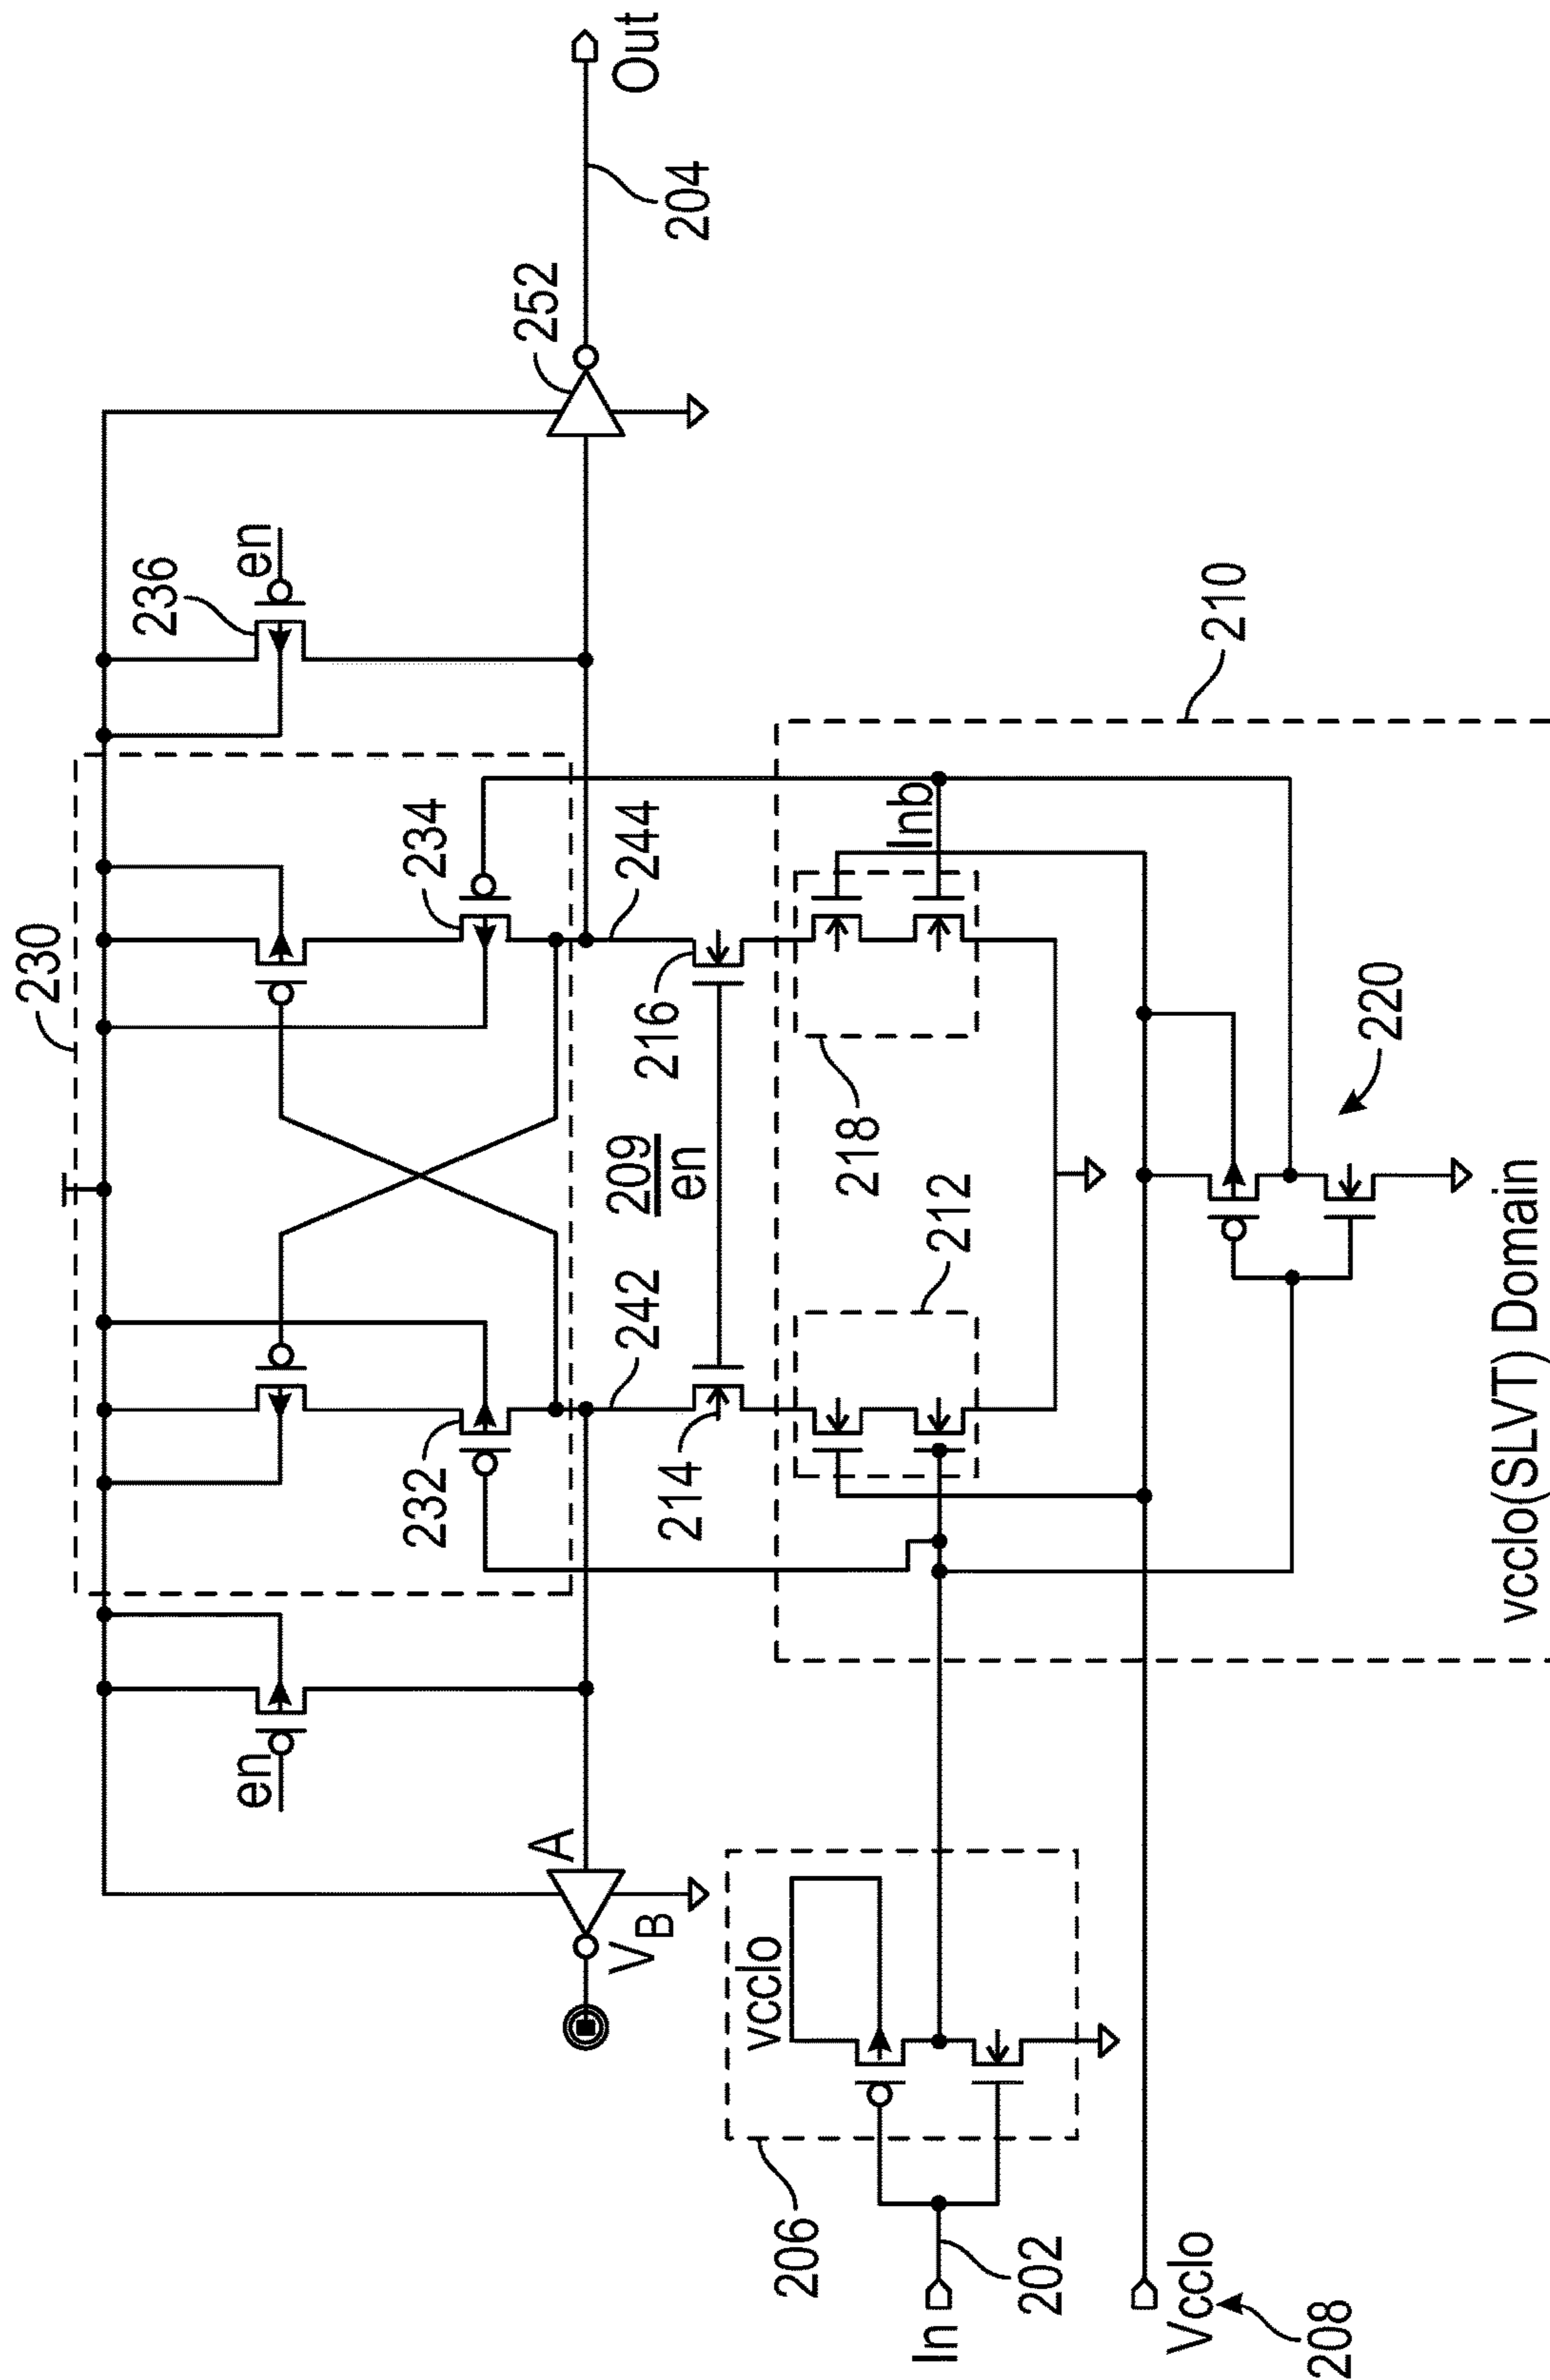 230
236
en
234
232
en
252
Out
204
244
242
209
en
216
214
A
VB
Inb
210
218
212
220
vcclo(SLVT) Domain
vcclo
206
In
202
Vcclo
208